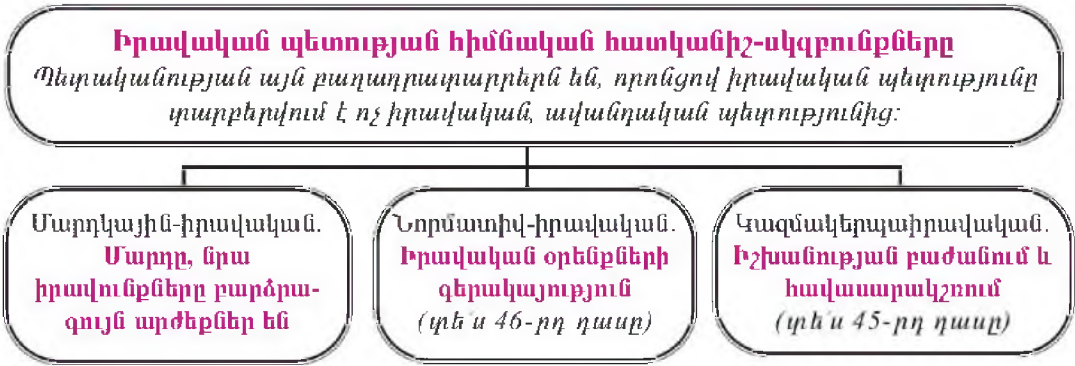 Իրավական պետության հիմնական հատկանիշ-սկզբունքները
Պետականության այն բաղադրատարրերն են, որոնցով իրավական պետությունը
տարբերվում է ոչ իրավական, ավանդական պետությունից։
Մարդկային-իրավական.
Մարդը, նրա
իրավունքները բարձրա-
գույն արժեքներ են
Նորմատիվ-իրավական.
Իրավական օրենքների
գերակայություն
(տե՛ս 46-րդ դասը)
Կազմակերպաիրավական.
Իշխանության բաժանում և
հավասարակշռում
(տե՛ս 45-րդ դասը)